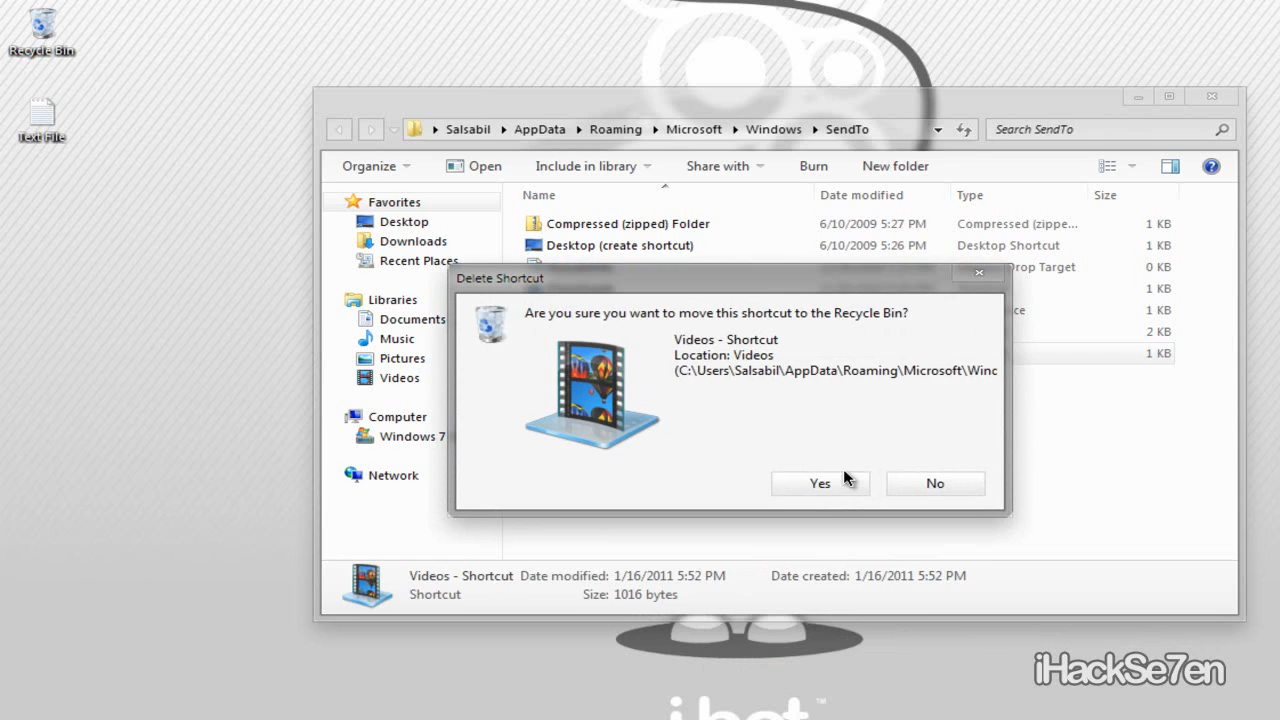 Recycle Bin
Text File
Salsabil AppData Roaming Microsoft Windows SendTo
Search SendTo
Organize Open Include in library Share with Burn New folder
Name Date modified Type Size
Favorites
Desktop
Downloads
Recent Places
Libraries
Documents
Music
Pictures
Videos
Computer
Windows 7
Network
Compressed (zipped) Folder 6/10/2009 5:27 PM Compressed (zippe... 1 KB
Desktop (create shortcut) 6/10/2009 5:26 PM Desktop Shortcut 1 KB
Drop Target 0 KB
1 KB
1 KB
2 KB
1 KB
Delete Shortcut
Are you sure you want to move this shortcut to the Recycle Bin?
Videos - Shortcut
Location: Videos
(C:\Users\Salsabil\AppData\Roaming\Microsoft\Wind
Yes No
Videos - Shortcut Date modified: 1/16/2011 5:52 PM Date created: 1/16/2011 5:52 PM
Shortcut Size: 1016 bytes
iHackSe7en